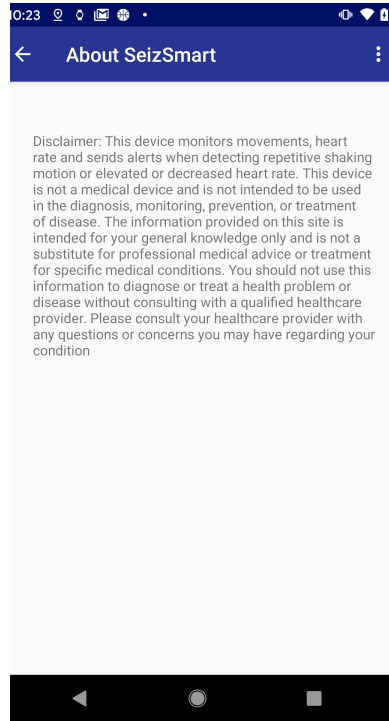 10:23
About SeizSmart
Disclaimer: This device monitors movements, heart
rate and sends alerts when detecting repetitive shaking
motion or elevated or decreased heart rate. This device
is not a medical device and is not intended to be used
in the diagnosis, monitoring, prevention, or treatment
of disease. The information provided on this site is
intended for your general knowledge only and is not a
substitute for professional medical advice or treatment
for specific medical conditions. You should not use this
information to diagnose or treat a health problem or
disease without consulting with a qualified healthcare
provider. Please consult your healthcare provider with
any questions or concerns you may have regarding your
condition